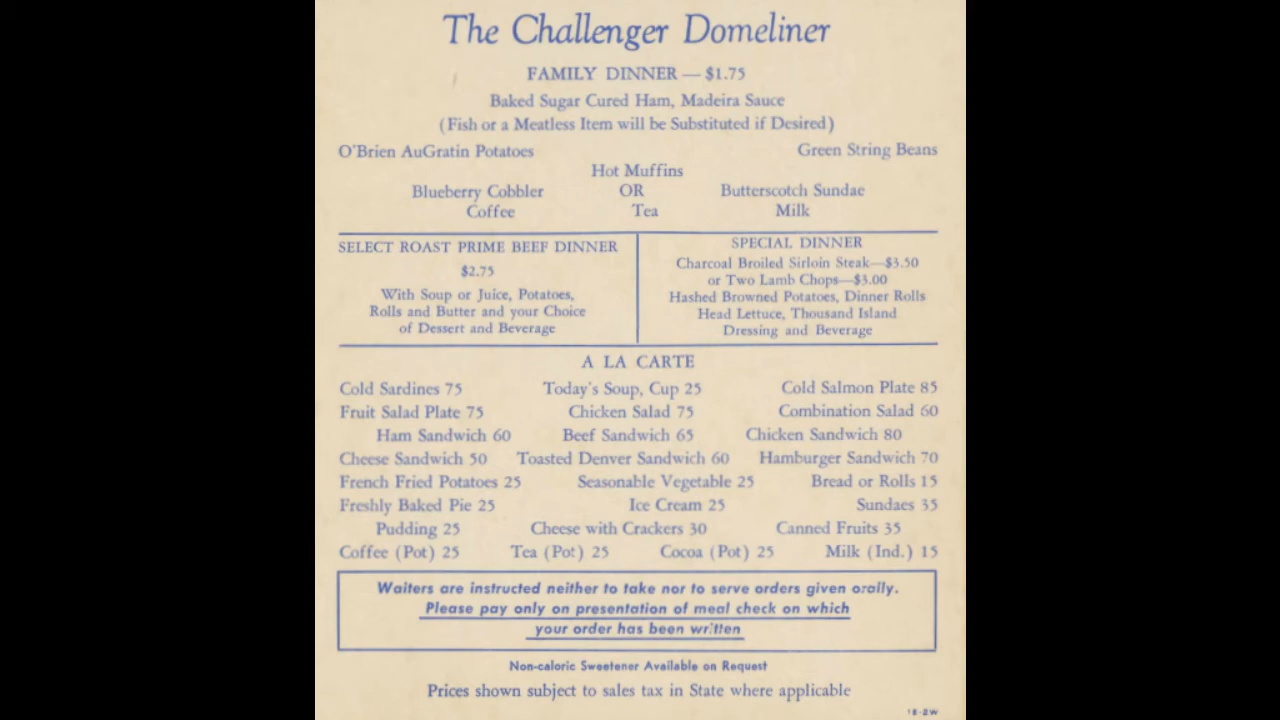 The Challenger Domeliner
FAMILY DINNER — $1.75
Baked Sugar Cured Ham, Madeira Sauce
(Fish or a Meatless Item will be Substituted if Desired)
O'Brien AuGratin Potatoes Green String Beans
Hot Muffins
Blueberry Cobbler OR Butterscotch Sundae
Coffee Tea Milk
SELECT ROAST PRIME BEEF DINNER
$2.75
With Soup or Juice, Potatoes,
Rolls and Butter and your Choice
of Dessert and Beverage
SPECIAL DINNER
Charcoal Broiled Sirloin Steak—$3.50
or Two Lamb Chops—$3.00
Hashed Browned Potatoes, Dinner Rolls
Head Lettuce, Thousand Island
Dressing and Beverage
A LA CARTE
Cold Sardines 75 Today's Soup, Cup 25 Cold Salmon Plate 85
Fruit Salad Plate 75 Chicken Salad 75 Combination Salad 60
Ham Sandwich 60 Beef Sandwich 65 Chicken Sandwich 80
Cheese Sandwich 50 Toasted Denver Sandwich 60 Hamburger Sandwich 70
French Fried Potatoes 25 Seasonable Vegetable 25 Bread or Rolls 15
Freshly Baked Pie 25 Ice Cream 25 Sundaes 35
Pudding 25 Cheese with Crackers 30 Canned Fruits 35
Coffee (Pot) 25 Tea (Pot) 25 Cocoa (Pot) 25 Milk (Ind.) 15
Waiters are instructed neither to take nor to serve orders given orally.
Please pay only on presentation of meal check on which
your order has been written
Non-caloric Sweetener Available on Request
Prices shown subject to sales tax in State where applicable